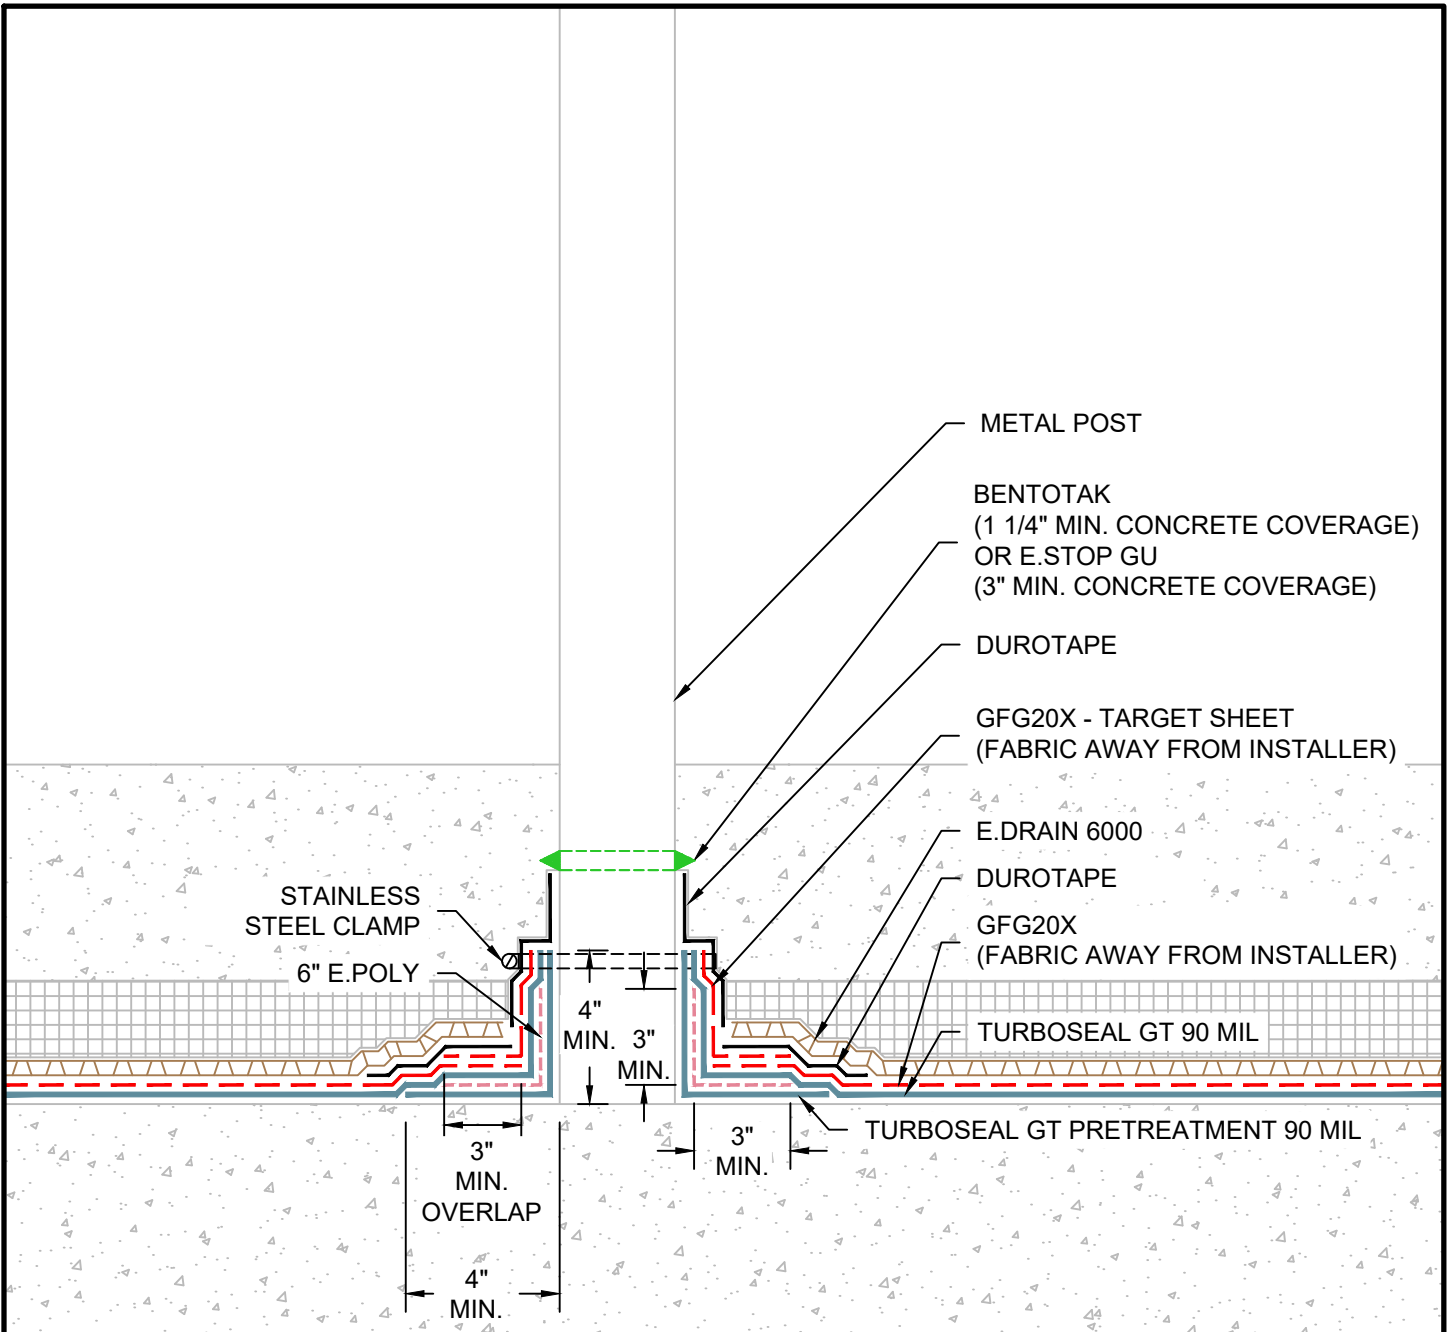 METAL POST
BENTOTAK
(1 1/4" MIN. CONCRETE COVERAGE)
OR E.STOP GU
(3" MIN. CONCRETE COVERAGE)
DUROTAPE
GFG20X - TARGET SHEET
(FABRIC AWAY FROM INSTALLER)
E.DRAIN 6000
DUROTAPE
GFG20X
(FABRIC AWAY FROM INSTALLER)
TURBOSEAL GT 90 MIL
TURBOSEAL GT PRETREATMENT 90 MIL
STAINLESS
STEEL CLAMP
6" E.POLY
4"
MIN.
3"
MIN.
3"
MIN.
OVERLAP
3"
MIN.
4"
MIN.